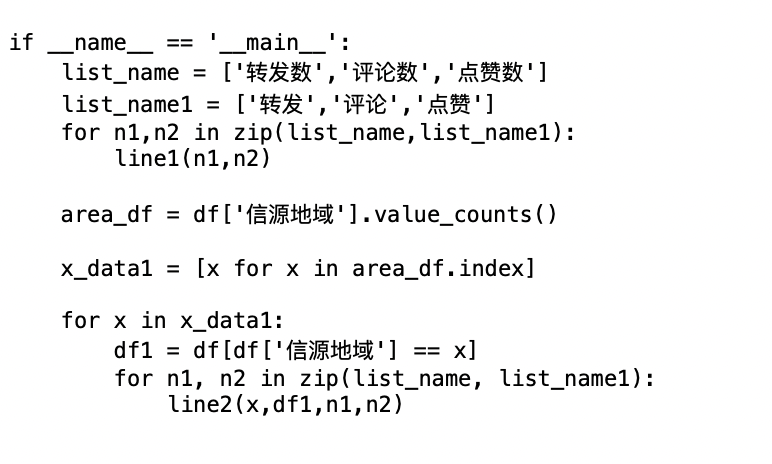 if __name__ == '__main__':
    list_name = ['转发数','评论数','点赞数']
    list_name1 = ['转发','评论','点赞']
    for n1,n2 in zip(list_name,list_name1):
        line1(n1,n2)

    area_df = df['信源地域'].value_counts()

    x_data1 = [x for x in area_df.index]

    for x in x_data1:
        df1 = df[df['信源地域'] == x]
        for n1, n2 in zip(list_name, list_name1):
            line2(x,df1,n1,n2)